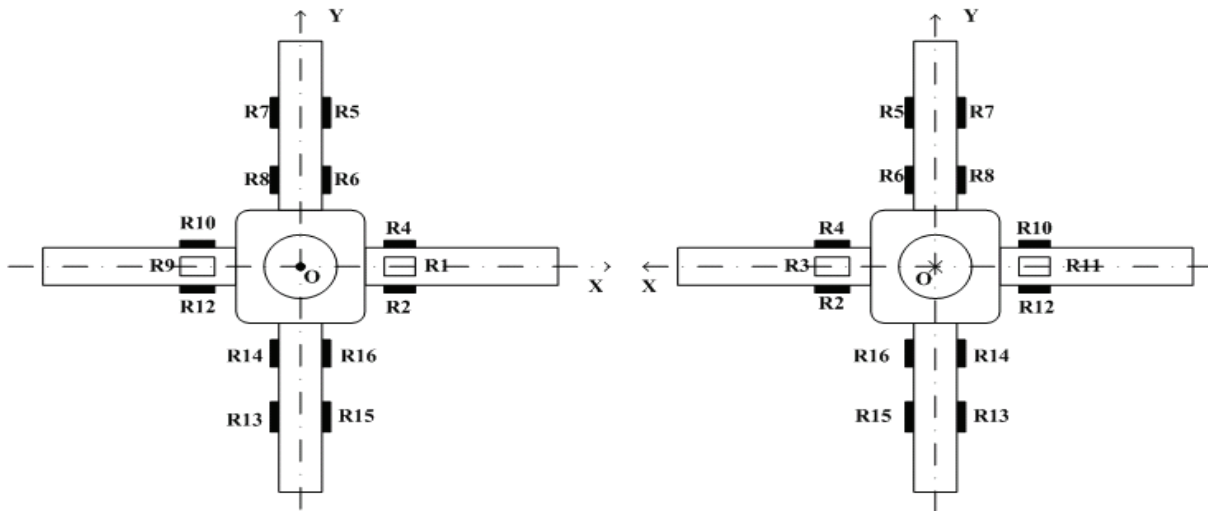 Y
R7 R5
R8 R6
R10 R4
R9 R1
O
X
R12 R2
R14 R16
R13 R15
Y
R5 R7
R6 R8
R4 R10
R3 R11
O
X
R2 R12
R16 R14
R15 R13